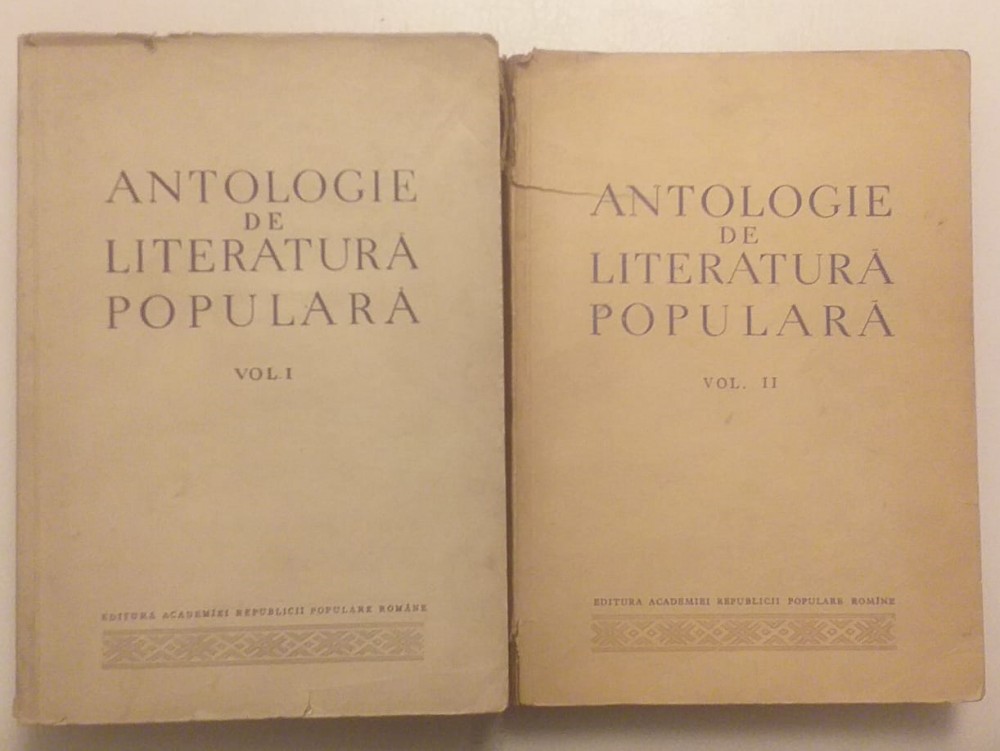 ANTOLOGIE
DE
LITERATURĂ
POPULARĂ
VOL. I
EDITURA ACADEMIEI REPUBLICII POPULARE ROMÂNE
ANTOLOGIE
DE
LITERATURĂ
POPULARĂ
VOL. II
EDITURA ACADEMIEI REPUBLICII POPULARE ROMÎNE